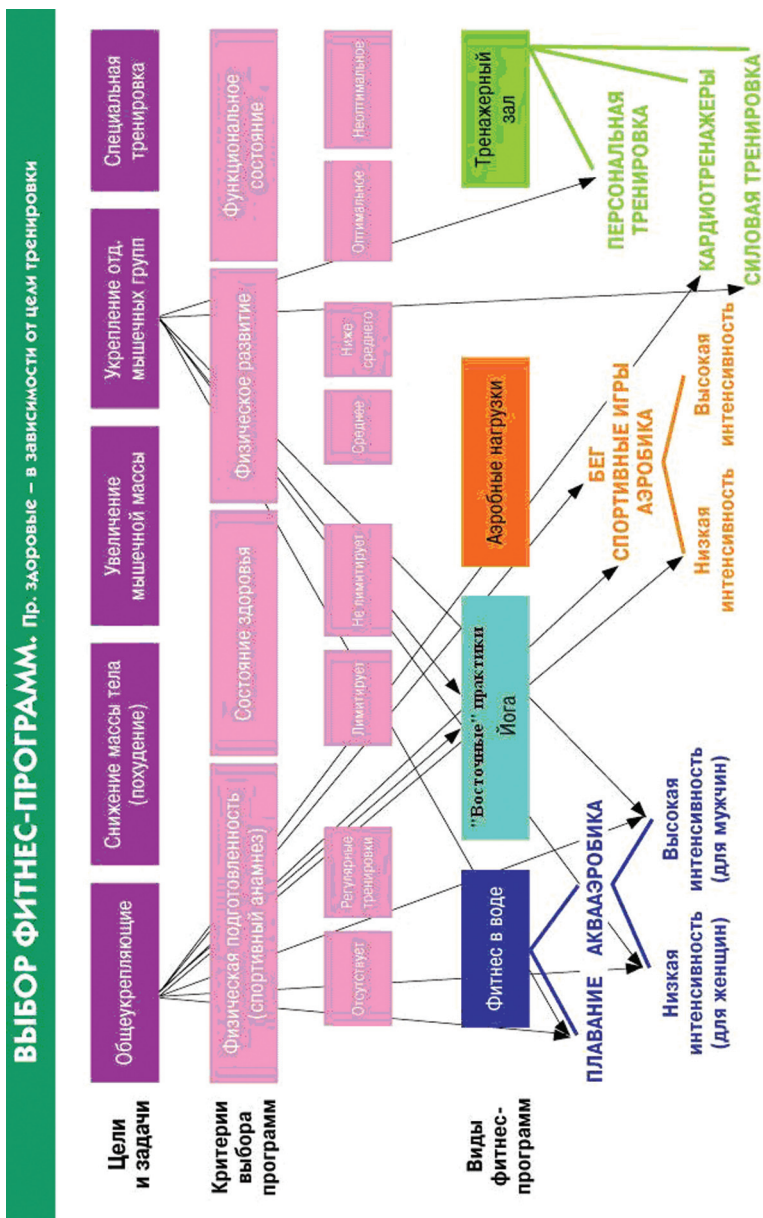 ВЫБОР ФИТНЕС-ПРОГРАММ. Пр. здоровые – в зависимости от цели тренировки
Цели
и задачи
Общеукрепляющие
Снижение массы тела
(похудение)
Увеличение
мышечной массы
Укрепление отд.
мышечных групп
Специальная
тренировка
Критерии
выбора
программ
Физическая подготовленность
(спортивный анамнез)
Состояние здоровья
Физическое развитие
Функциональное
состояние
Отсутствует
Регулярные
тренировки
Лимитирует
Не лимитирует
Среднее
Ниже
среднего
Оптимальное
Неоптимальное
Виды
фитнес-
программ
Фитнес в воде
"Восточные" практики
Йога
Аэробные нагрузки
Тренажерный
зал
ПЛАВАНИЕ
АКВААЭРОБИКА
Низкая
интенсивность
(для женщин)
Высокая
интенсивность
(для мужчин)
БЕГ
СПОРТИВНЫЕ ИГРЫ
АЭРОБИКА
Низкая
интенсивность
Высокая
интенсивность
ПЕРСОНАЛЬНАЯ
ТРЕНИРОВКА
КАРДИОТРЕНАЖЕРЫ
СИЛОВАЯ ТРЕНИРОВКА